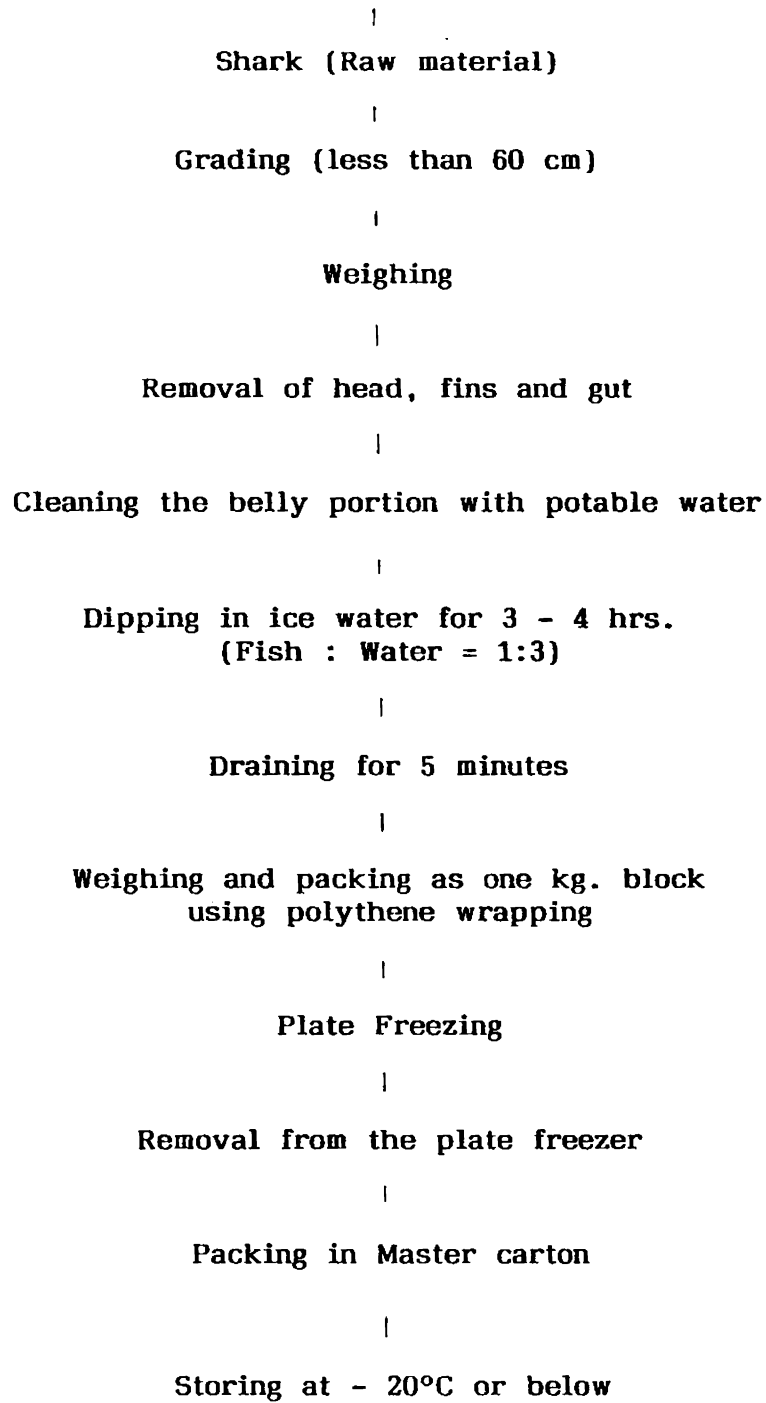 Shark (Raw material)
Grading (less than 60 cm)
Weighing
Removal of head, fins and gut
Cleaning the belly portion with potable water
Dipping in ice water for 3 - 4 hrs.
(Fish : Water = 1:3)
Draining for 5 minutes
Weighing and packing as one kg. block
using polythene wrapping
Plate Freezing
Removal from the plate freezer
Packing in Master carton
Storing at - 20°C or below